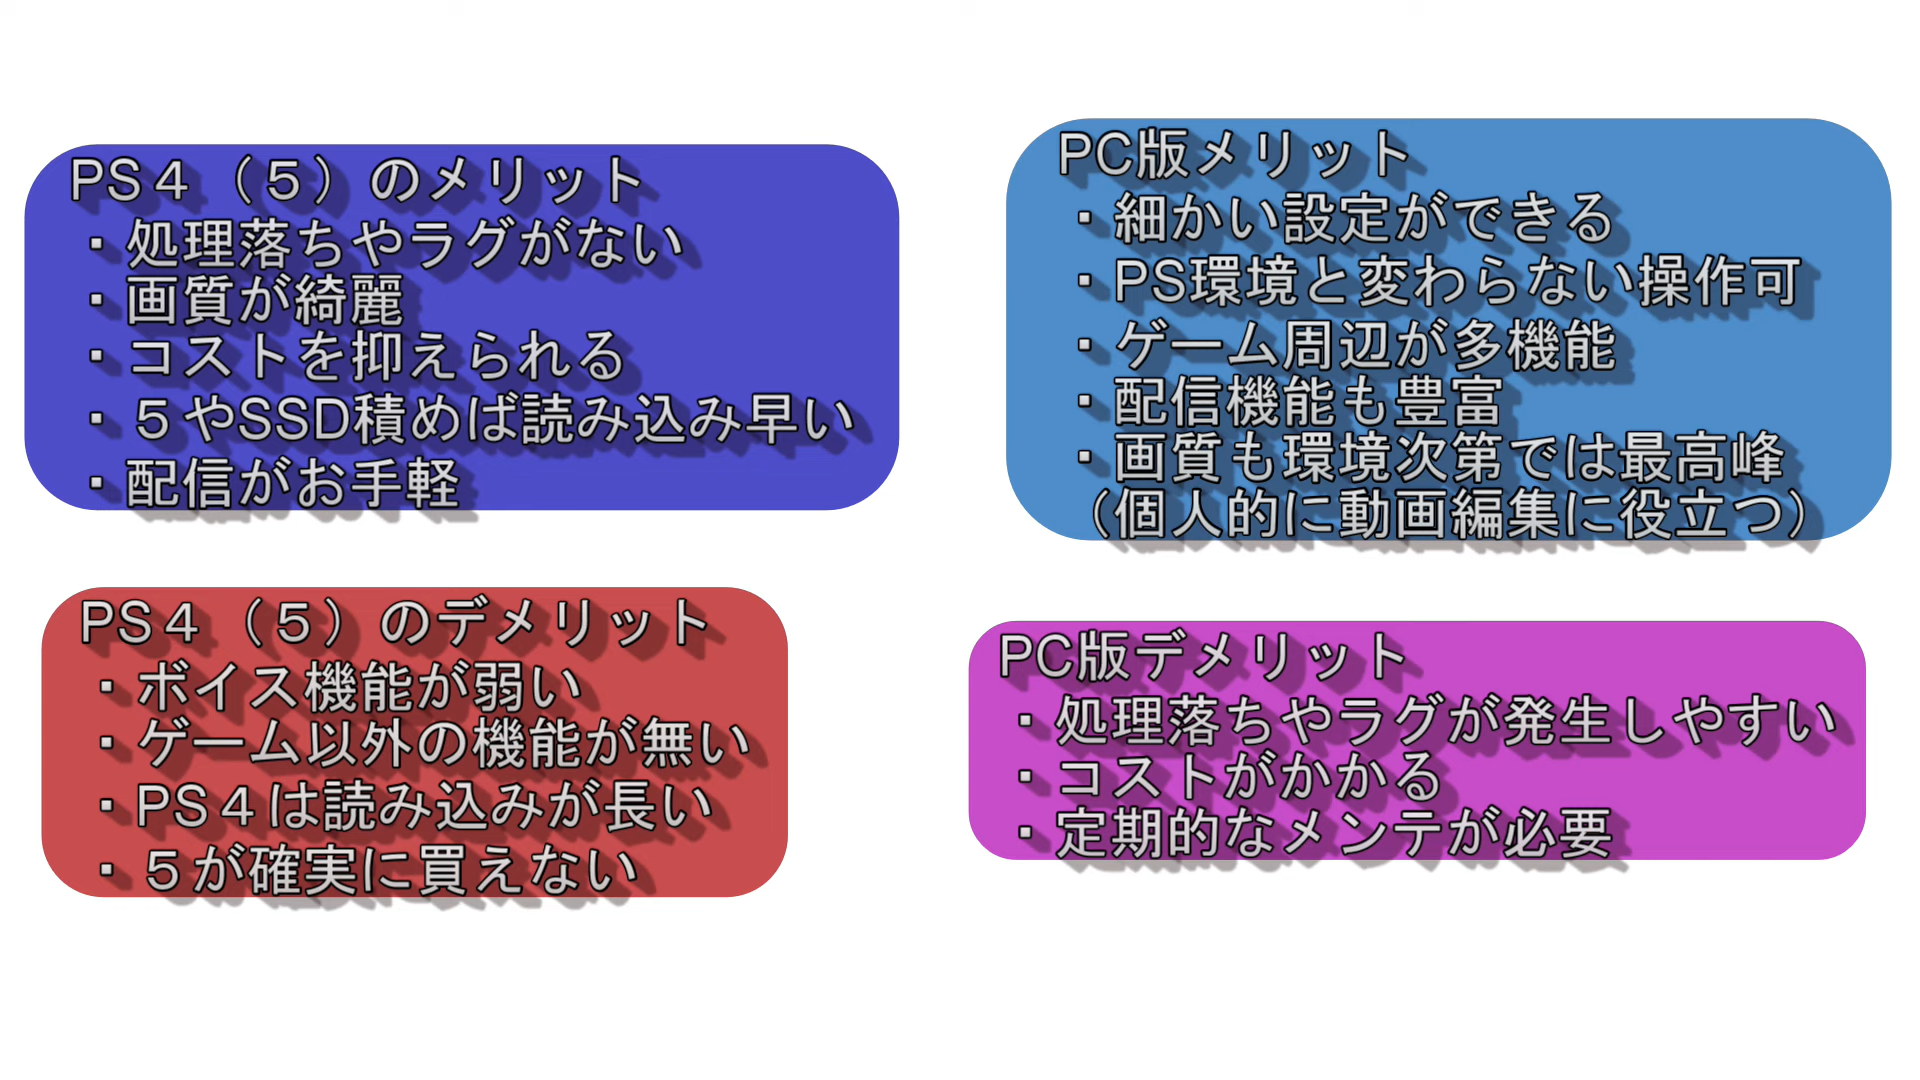 PS４（５）のメリット
・処理落ちやラグがない
・画質が綺麗
・コストを抑えられる
・５やSSD積めば読み込み早い
・配信がお手軽
PS４（５）のデメリット
・ボイス機能が弱い
・ゲーム以外の機能が無い
・PS４は読み込みが長い
・５が確実に買えない
PC版メリット
・細かい設定ができる
・PS環境と変わらない操作可
・ゲーム周辺が多機能
・配信機能も豊富
・画質も環境次第では最高峰
（個人的に動画編集に役立つ）
PC版デメリット
・処理落ちやラグが発生しやすい
・コストがかかる
・定期的なメンテが必要